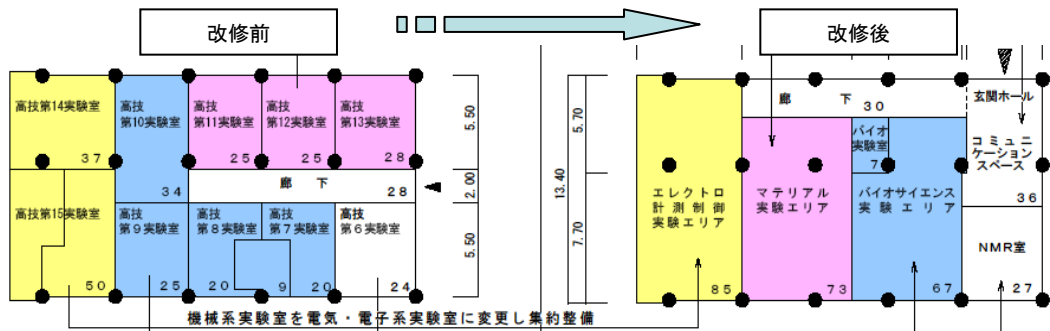 改修前
改修後
高技第14実験室
37
高技
第10実験室
34
高技
第11実験室
25
高技
第12実験室
25
高技
第13実験室
28
廊　下
28
高技第15実験室
50
高技
第9実験室
25
高技
第8実験室
20
高技
第7実験室
9
20
高技
第6実験室
24
5.50
2.00
5.50
13.40
5.70
7.70
廊　下
30
玄関ホール
コミュニ
ケーション
スペース
36
エレクトロ
計測制御
実験エリア
85
マテリアル
実験エリア
73
バイオ
実験室
7
バイオサイエンス
実験エリア
67
NMR室
27
機械系実験室を電気・電子系実験室に変更し集約整備